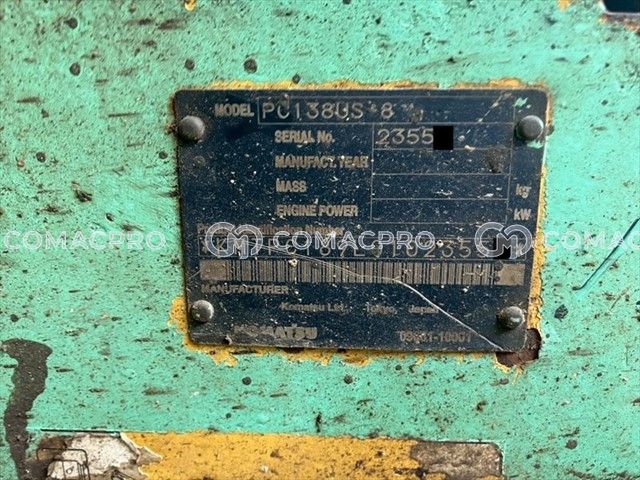 MODEL PC138US-8
SERIAL No. 2355
MANUFACT. YEAR
MASS kg
ENGINE POWER kW
COMACPRO COMACPRO COMACPRO
MANUFACTURER
Komatsu Ltd. Tokyo, Japan
KOMATSU